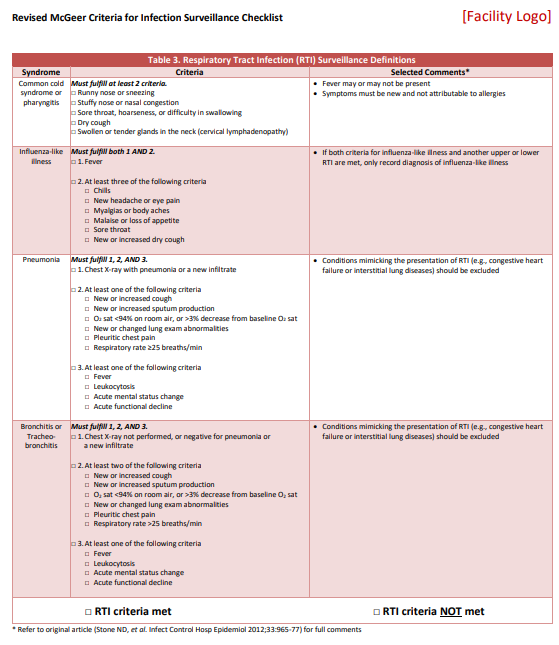 Revised McGeer Criteria for Infection Surveillance Checklist
[Facility Logo]
Table 3. Respiratory Tract Infection (RTI) Surveillance Definitions
Syndrome Criteria Selected Comments*
Common cold
syndrome or
pharyngitis
Must fulfill at least 2 criteria.
□ Runny nose or sneezing
□ Stuffy nose or nasal congestion
□ Sore throat, hoarseness, or difficulty in swallowing
□ Dry cough
□ Swollen or tender glands in the neck (cervical lymphadenopathy)
• Fever may or may not be present
• Symptoms must be new and not attributable to allergies
Influenza-like
illness
Must fulfill both 1 AND 2.
□ 1. Fever
□ 2. At least three of the following criteria
□ Chills
□ New headache or eye pain
□ Myalgias or body aches
□ Malaise or loss of appetite
□ Sore throat
□ New or increased dry cough
• If both criteria for influenza-like illness and another upper or lower
RTI are met, only record diagnosis of influenza-like illness
Pneumonia
Must fulfill 1, 2, AND 3.
□ 1. Chest X-ray with pneumonia or a new infiltrate
□ 2. At least one of the following criteria
□ New or increased cough
□ New or increased sputum production
□ O₂ sat <94% on room air, or >3% decrease from baseline O₂ sat
□ New or changed lung exam abnormalities
□ Pleuritic chest pain
□ Respiratory rate ≥25 breaths/min
□ 3. At least one of the following criteria
□ Fever
□ Leukocytosis
□ Acute mental status change
□ Acute functional decline
• Conditions mimicking the presentation of RTI (e.g., congestive heart
failure or interstitial lung diseases) should be excluded
Bronchitis or
Tracheo-
bronchitis
Must fulfill 1, 2, AND 3.
□ 1. Chest X-ray not performed, or negative for pneumonia or
a new infiltrate
□ 2. At least two of the following criteria
□ New or increased cough
□ New or increased sputum production
□ O₂ sat <94% on room air, or >3% decrease from baseline O₂ sat
□ New or changed lung exam abnormalities
□ Pleuritic chest pain
□ Respiratory rate >25 breaths/min
□ 3. At least one of the following criteria
□ Fever
□ Leukocytosis
□ Acute mental status change
□ Acute functional decline
• Conditions mimicking the presentation of RTI (e.g., congestive heart
failure or interstitial lung diseases) should be excluded
□ RTI criteria met □ RTI criteria NOT met
* Refer to original article (Stone ND, et al. Infect Control Hosp Epidemiol 2012;33:965-77) for full comments